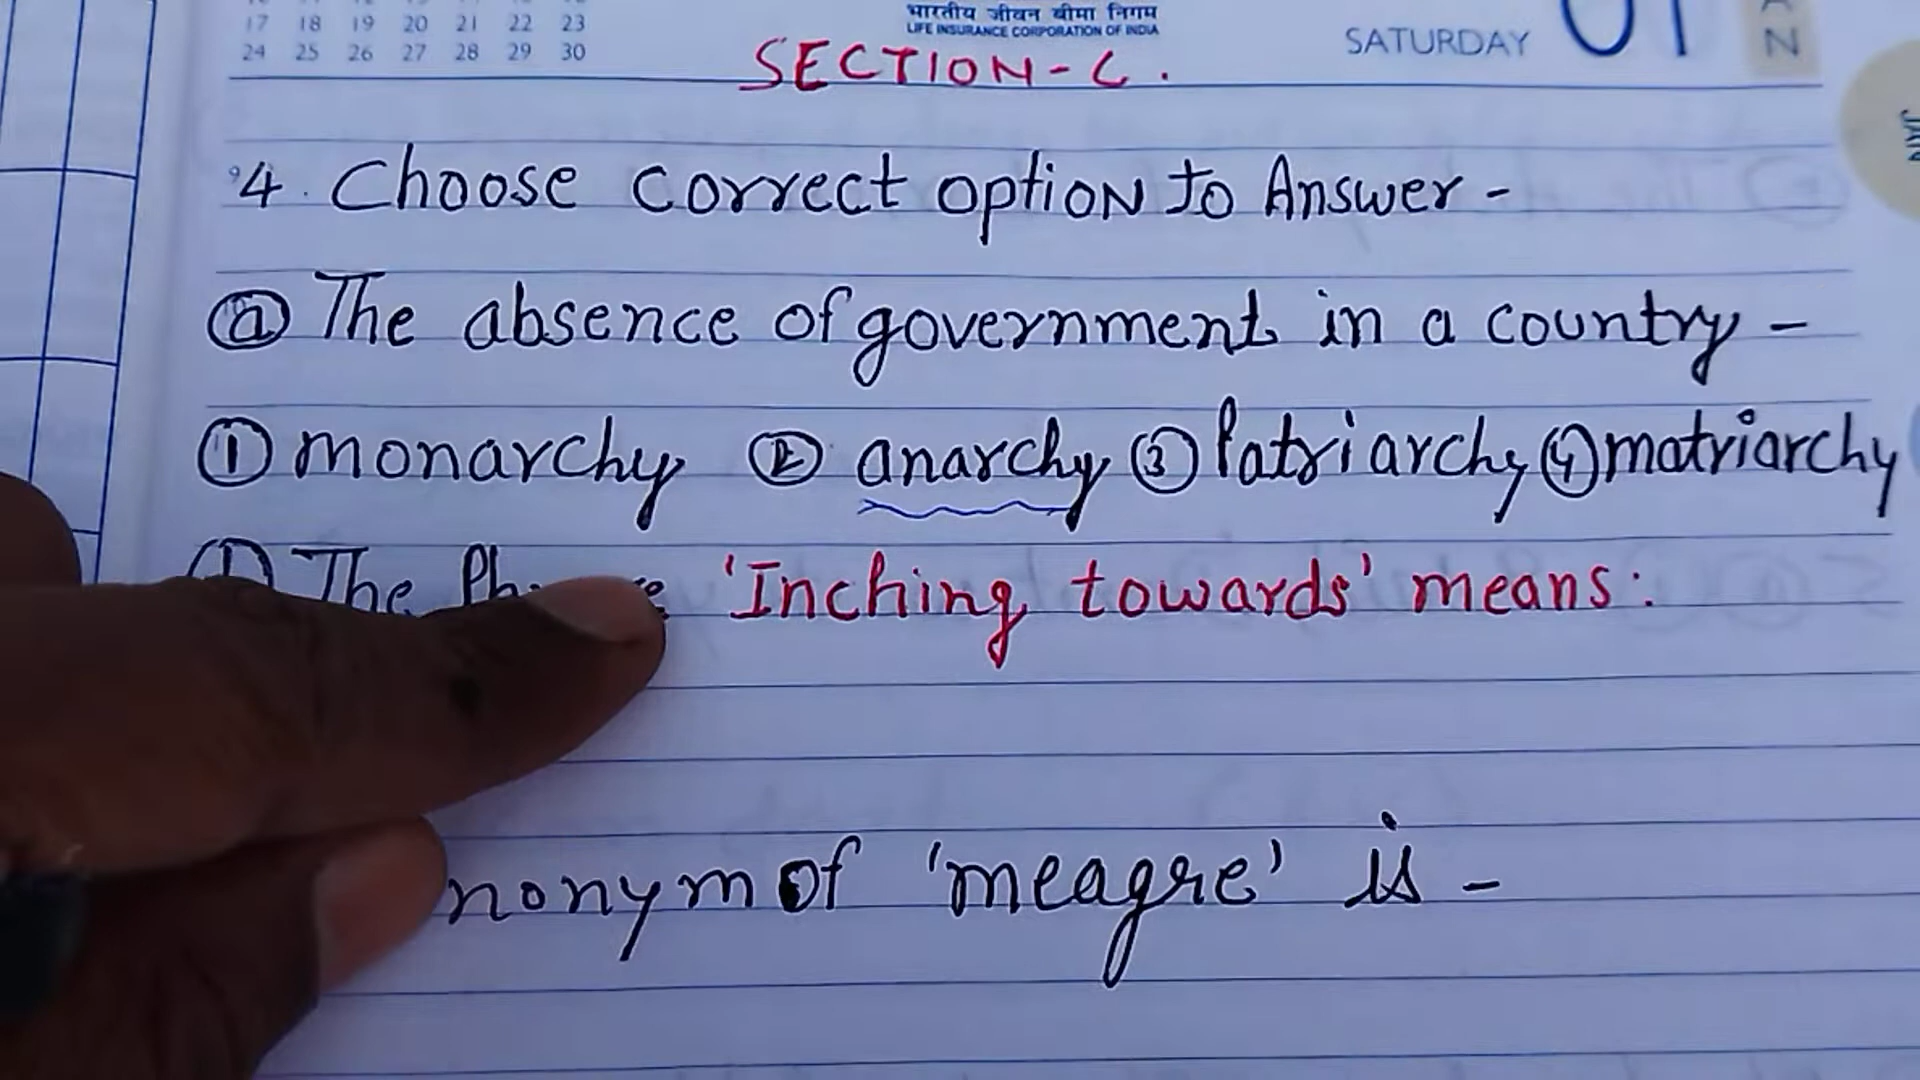 17 18 19 20 21 22 23
24 25 26 27 28 29 30
भारतीय जीवन बीमा निगम
LIFE INSURANCE CORPORATION OF INDIA
SATURDAY 01
SECTION-C.
4. Choose correct option to Answer -
ⓐ The absence of government in a country -
① monarchy ② anarchy ③ Patriarchy ④ matriarchy
The 'Inching towards' means:
of 'meagre' is -
JAN